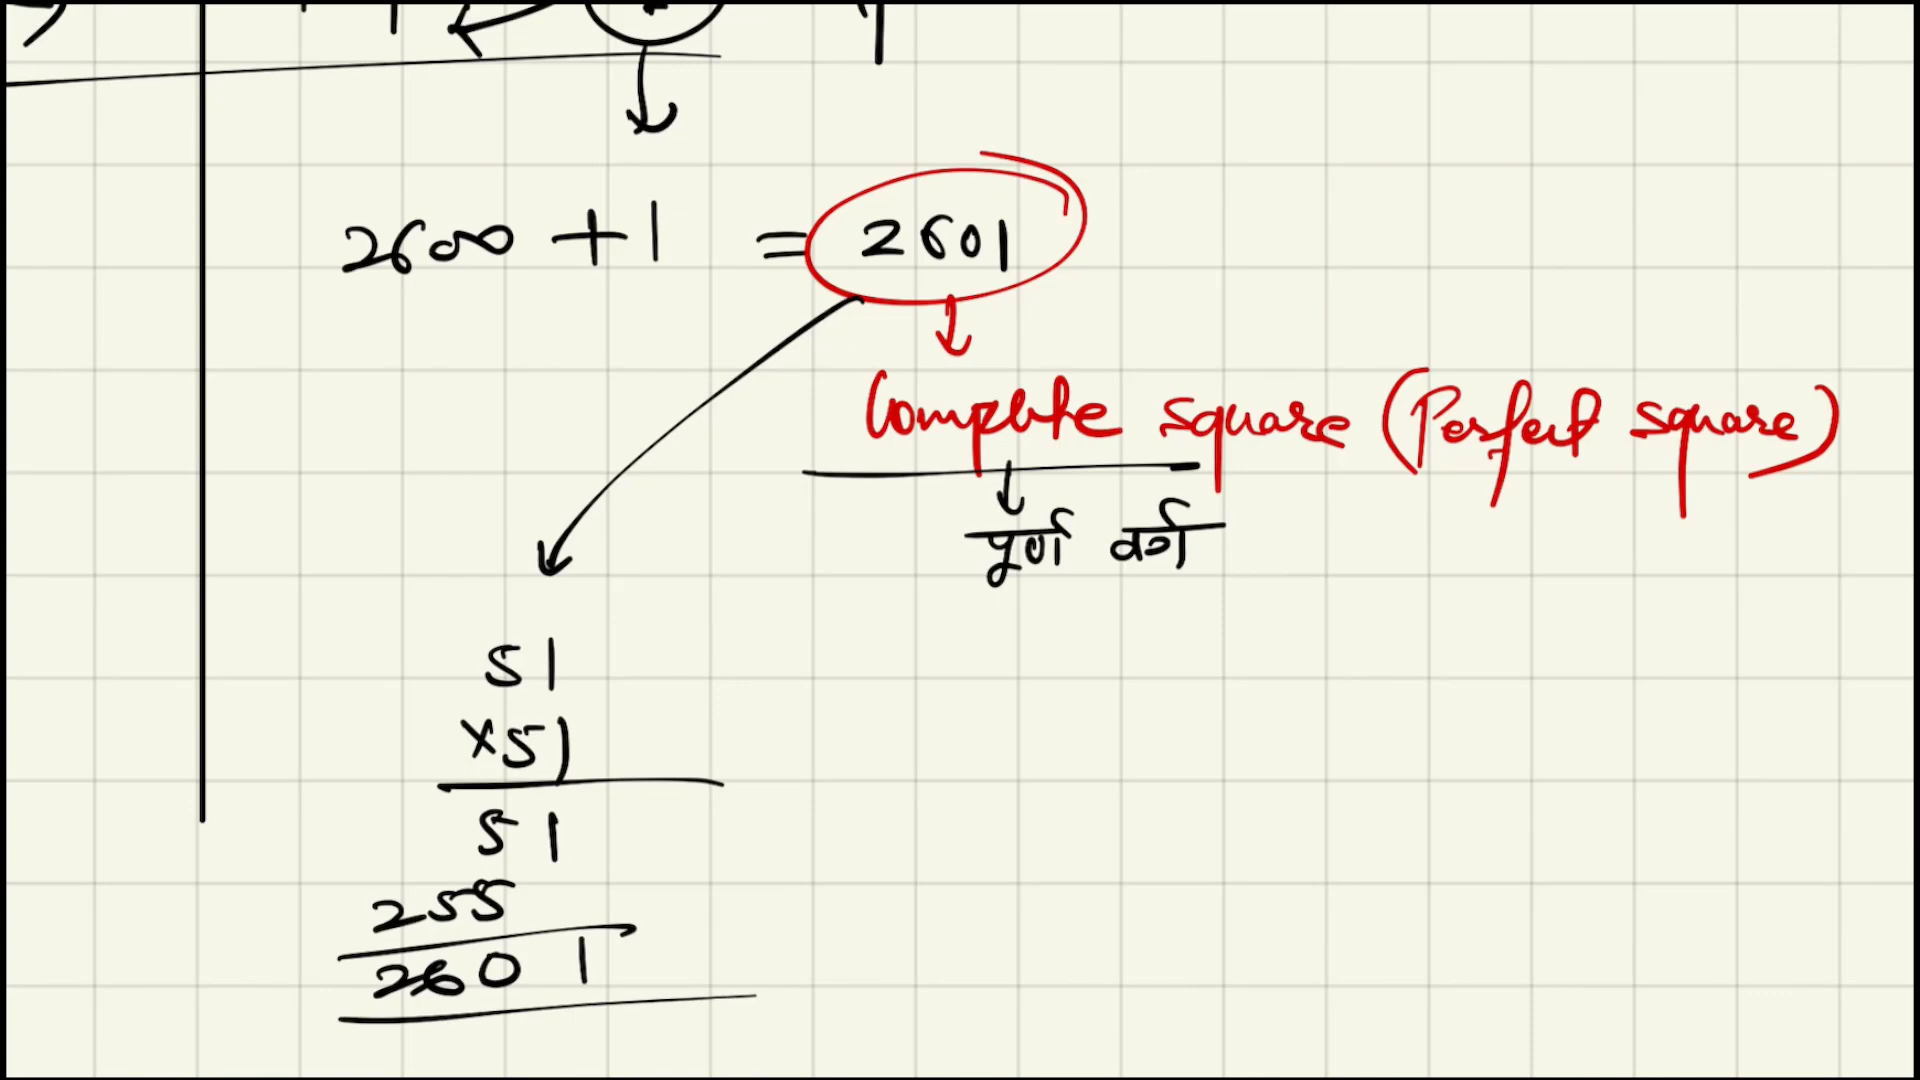 2600 + 1 = 2601
Complete square (Perfect square)
पूर्ण वर्ग
51
×51
51
255
2601